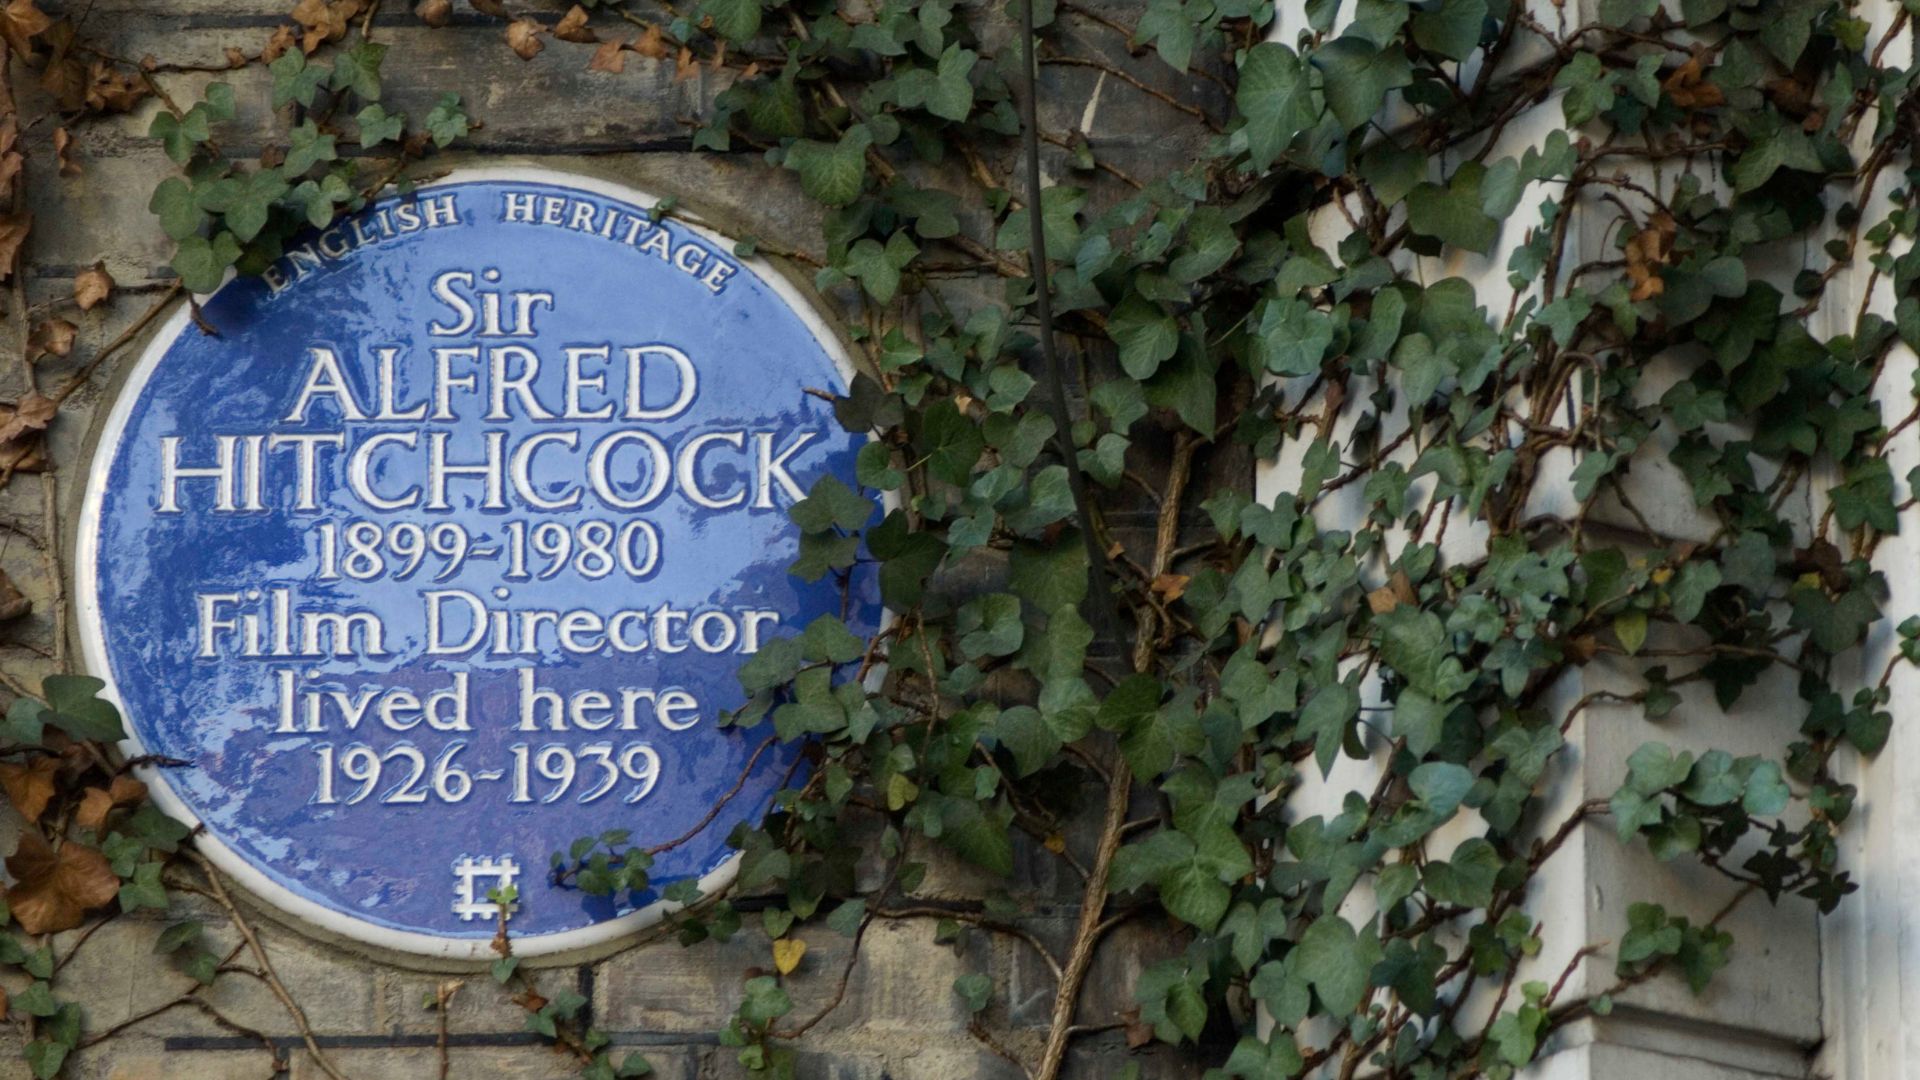 ENGLISH HERITAGE
Sir
ALFRED
HITCHCOCK
1899-1980
Film Director
lived here
1926-1939